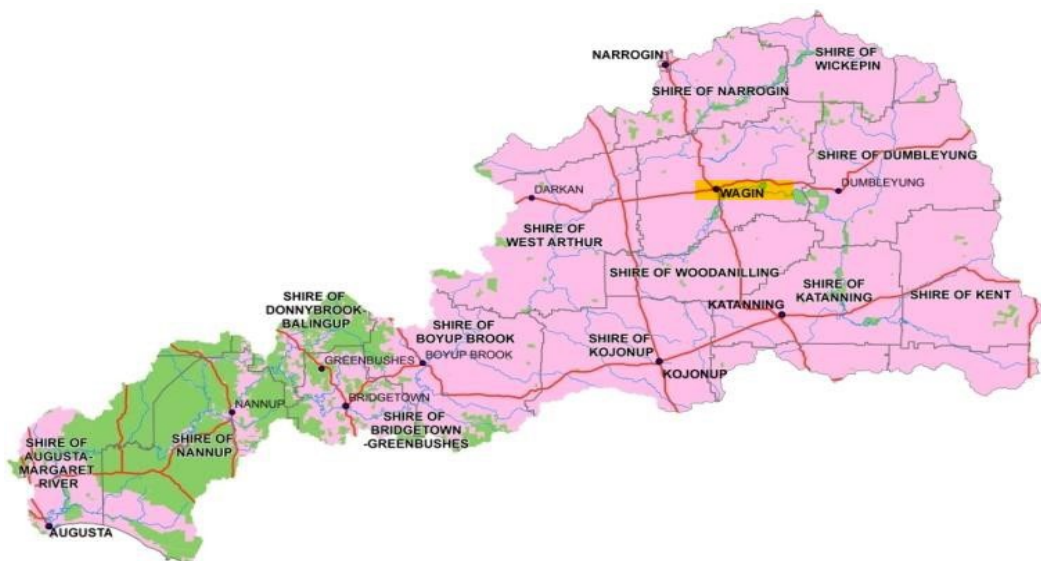 NARROGIN
SHIRE OF
WICKEPIN
SHIRE OF NARROGIN
SHIRE OF DUMBLEYUNG
DARKAN
WAGIN
DUMBLEYUNG
SHIRE OF
WEST ARTHUR
SHIRE OF WOODANILLING
SHIRE OF
KATANNING
SHIRE OF KENT
KATANNING
SHIRE OF
DONNYBROOK-
BALINGUP
SHIRE OF
BOYUP BROOK
BOYUP BROOK
SHIRE OF
KOJONUP
KOJONUP
GREENBUSHES
BRIDGETOWN
SHIRE OF
BRIDGETOWN
-GREENBUSHES
NANNUP
SHIRE OF
NANNUP
SHIRE OF
AUGUSTA-
MARGARET
RIVER
AUGUSTA